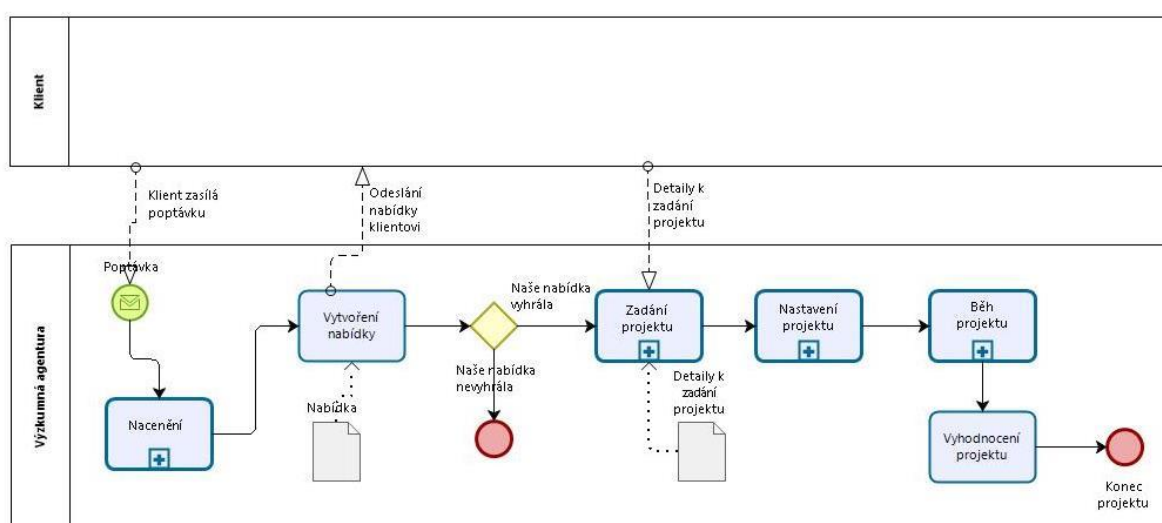 Klient
Klient zasílá
poptávku
Odeslání
nabídky
klientovi
Detaily k
zadání
projektu
Výzkumná agentura
Poptávka
Nacenění
Vytvoření
nabídky
Nabídka
Naše nabídka
vyhrála
Naše nabídka
nevyhrála
Zadání
projektu
Detaily k
zadání
projektu
Nastavení
projektu
Běh
projektu
Vyhodnocení
projektu
Konec
projektu